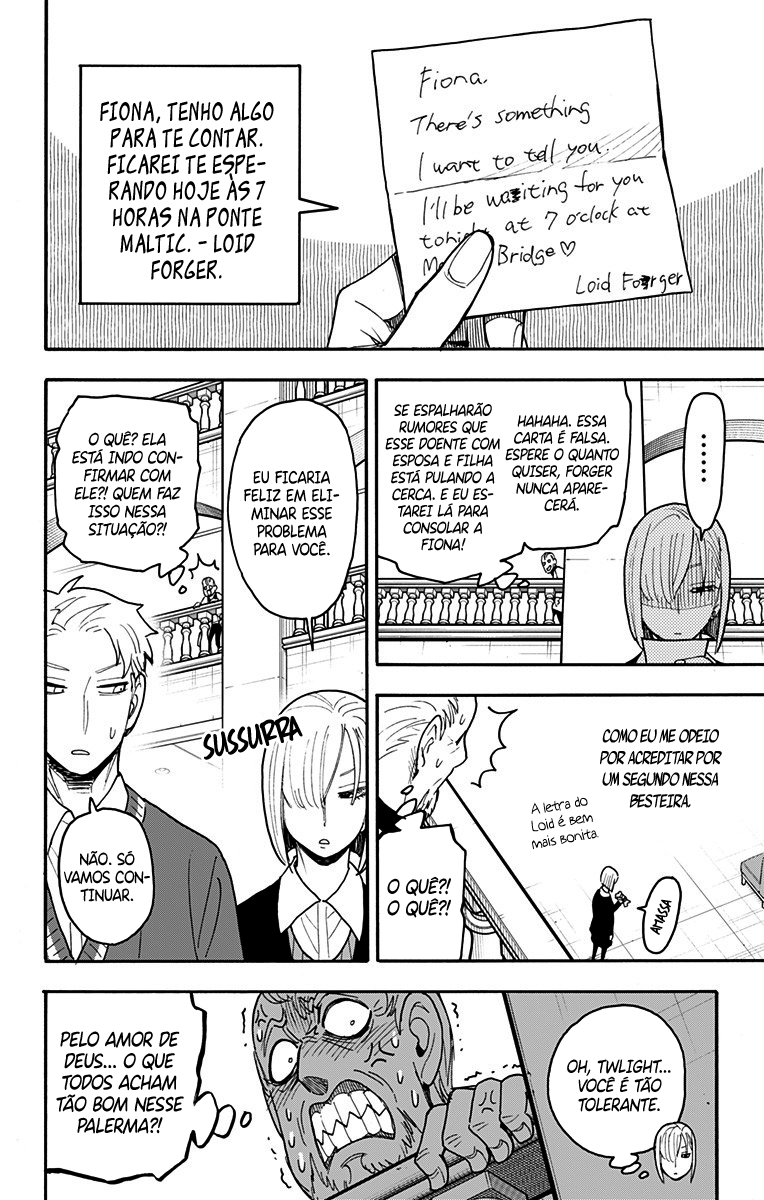 FIONA, TENHO ALGO
PARA TE CONTAR.
FICAREI TE ESPE-
RANDO HOJE ÀS 7
HORAS NA PONTE
MALTIC. - LOID
FORGER.
Fiona.
There's something
I want to tell you.
I'll be waiting for you
at 7 o'clock at
Bridge♡
Loid Forger
......
HAHAHA. ESSA
CARTA É FALSA.
ESPERE O QUANTO
QUISER, FORGER
NUNCA APARE-
CERÁ.
SE ESPALHARÃO
RUMORES QUE
ESSE DOENTE COM
ESPOSA E FILHA
ESTÁ PULANDO A
CERCA. E EU ES-
TAREI LÁ PARA
CONSOLAR A
FIONA!
COMO EU ME ODEIO
POR ACREDITAR POR
UM SEGUNDO NESSA
BESTEIRA.
A letra do
Loid é bem
mais bonita.
AMASSA
O QUÊ?!
O QUÊ?!
EU FICARIA
FELIZ EM ELI-
MINAR ESSE
PROBLEMA
PARA VOCÊ.
O QUÊ? ELA
ESTÁ INDO CON-
FIRMAR COM
ELE?! QUEM FAZ
ISSO NESSA
SITUAÇÃO?!
SUSSURRA
NÃO. SÓ
VAMOS CON-
TINUAR.
OH, TWLIGHT...
VOCÊ É TÃO
TOLERANTE.
PELO AMOR DE
DEUS... O QUE
TODOS ACHAM
TÃO BOM NESSE
PALERMA?!